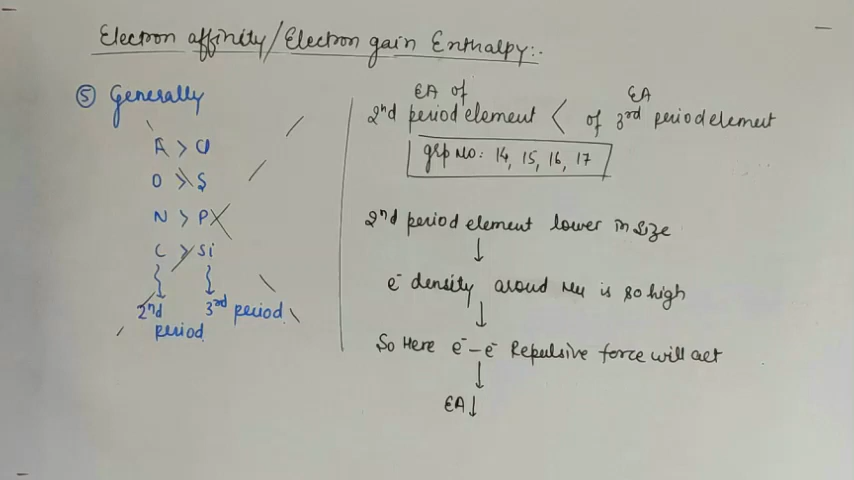 Electron affinity/Electron gain Enthalpy:.
⑤ Generally
F > Cl
O > S
N > P
C > Si
2nd period
3rd period
EA of
EA
2nd period element < of 3rd period element
grp no: 14, 15, 16, 17
2nd period element lower in size
↓
e⁻ density aroud is so high
↓
So Here e⁻-e⁻ Repulsive force will act
↓
EA↓